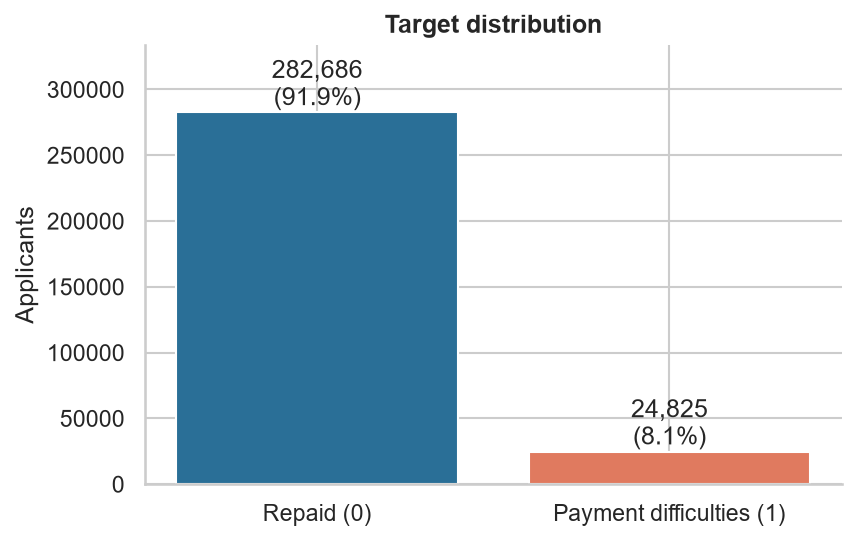 Target distribution
Applicants
300000
250000
200000
150000
100000
50000
0
282,686
(91.9%)
24,825
(8.1%)
Repaid (0)
Payment difficulties (1)